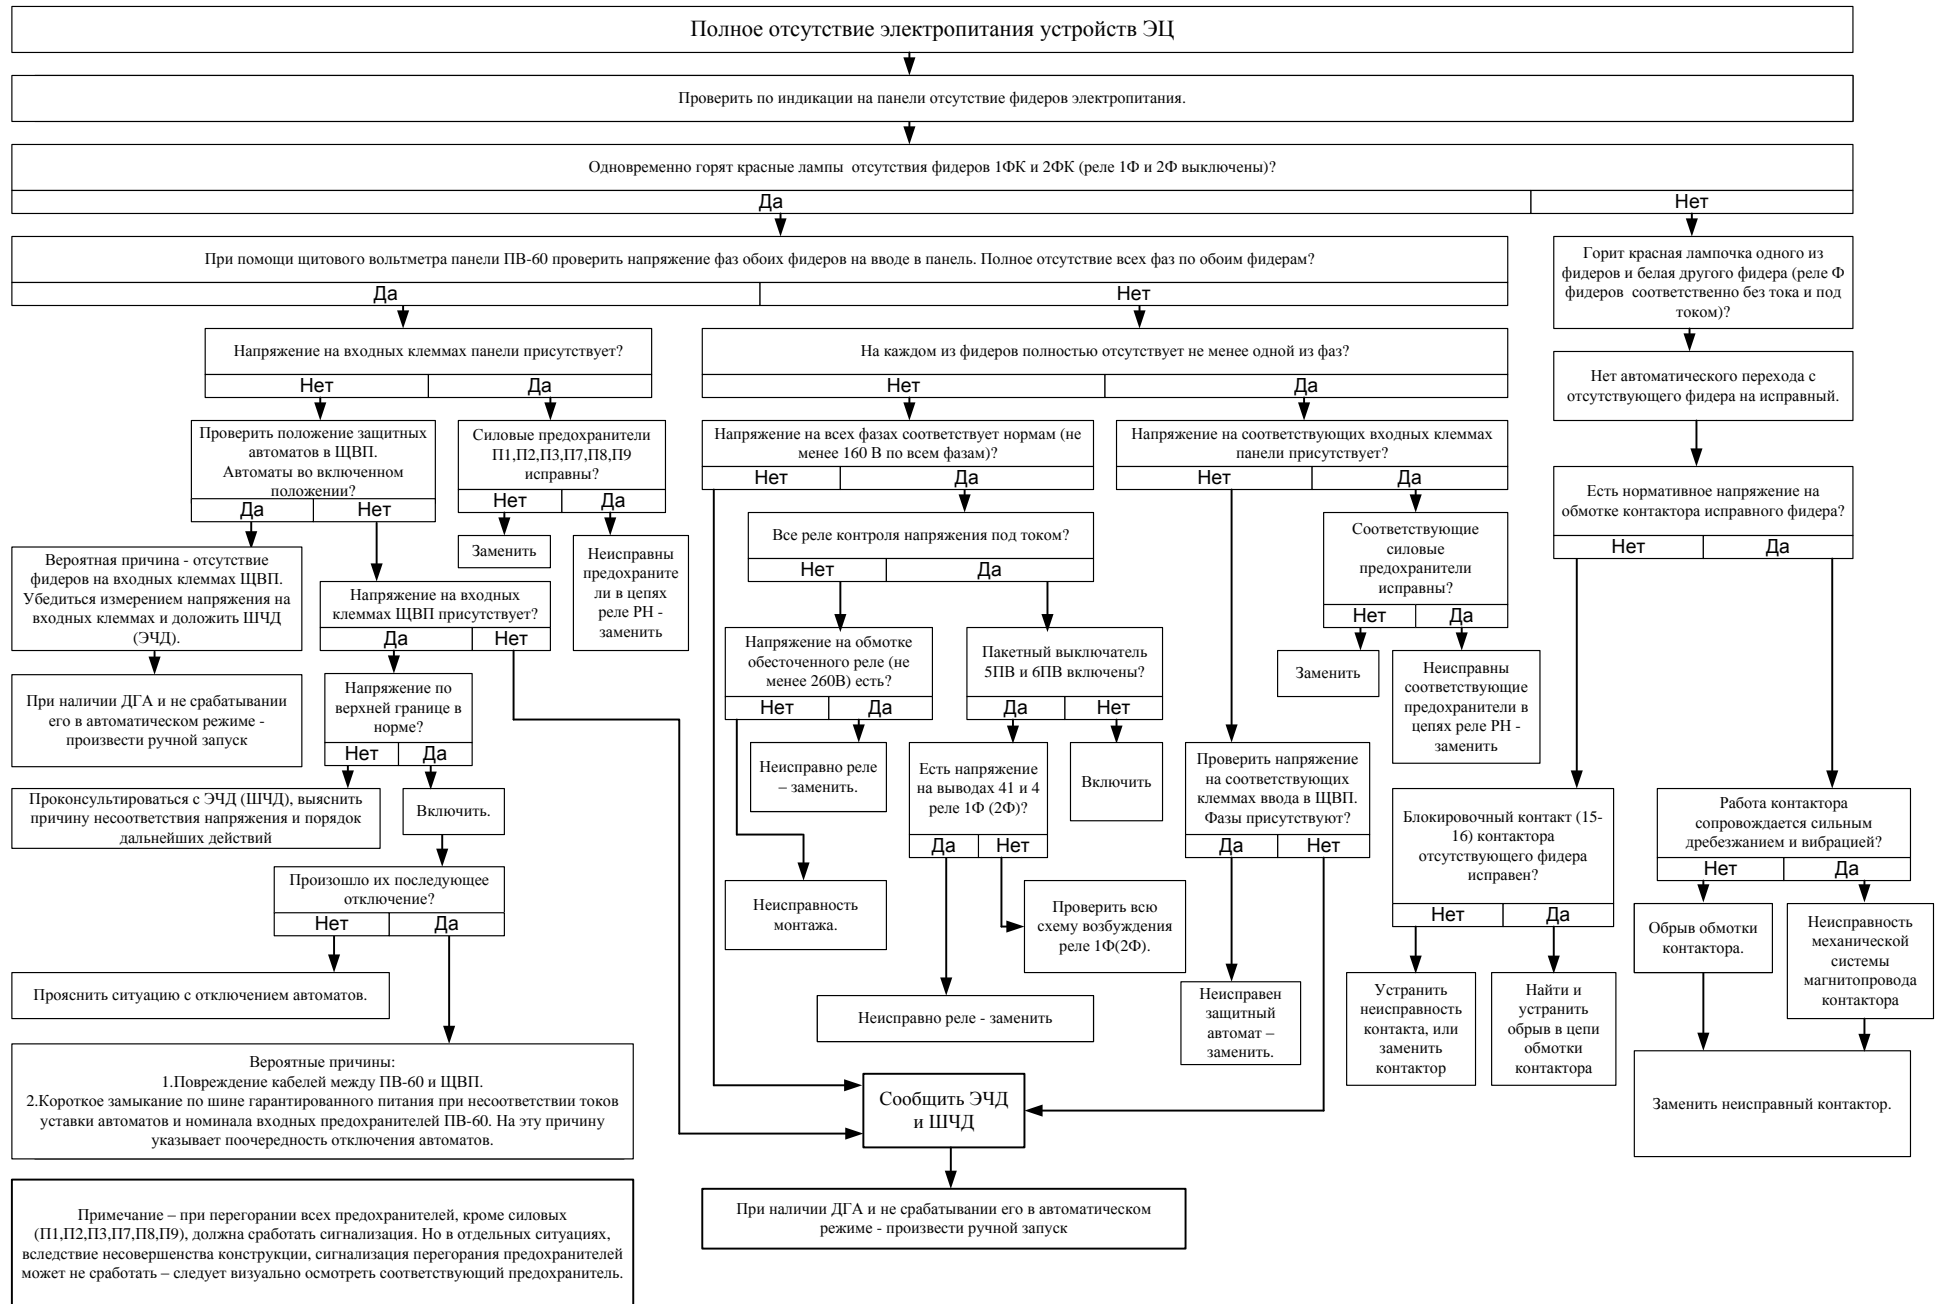 Полное отсутствие электропитания устройств ЭЦ
Проверить по индикации на панели отсутствие фидеров электропитания.
Одновременно горят красные лампы отсутствия фидеров 1ФК и 2ФК (реле 1Ф и 2Ф выключены)?
Да
Нет
При помощи щитового вольтметра панели ПВ-60 проверить напряжение фаз обоих фидеров на вводе в панель. Полное отсутствие всех фаз по обоим фидерам?
Да
Нет
Горит красная лампочка одного из
фидеров и белая другого фидера (реле Ф
фидеров соответственно без тока и под
током)?
Напряжение на входных клеммах панели присутствует?
Нет
Да
На каждом из фидеров полностью отсутствует не менее одной из фаз?
Нет
Да
Нет автоматического перехода с
отсутствующего фидера на исправный.
Проверить положение защитных
автоматов в ЩВП.
Автоматы во включенном
положении?
Да
Нет
Силовые предохранители
П1,П2,П3,П7,П8,П9
исправны?
Нет
Да
Напряжение на всех фазах соответствует нормам (не
менее 160 В по всем фазам)?
Нет
Да
Напряжение на соответствующих входных клеммах
панели присутствует?
Нет
Да
Есть нормативное напряжение на
обмотке контактора исправного фидера?
Нет
Да
Вероятная причина - отсутствие
фидеров на входных клеммах ЩВП.
Убедиться измерением напряжения на
входных клеммах и доложить ШЧД
(ЭЧД).
Заменить
Неисправны
предохраните
ли в цепях
реле РН -
заменить
Все реле контроля напряжения под током?
Нет
Да
Соответствующие
силовые
предохранители
исправны?
Нет
Да
Напряжение на входных
клеммах ЩВП присутствует?
Да
Нет
Напряжение на обмотке
обесточенного реле (не
менее 260В) есть?
Нет
Да
Пакетный выключатель
5ПВ и 6ПВ включены?
Да
Нет
Заменить
Неисправны
соответствующие
предохранители в
цепях реле РН -
заменить
При наличии ДГА и не срабатывании
его в автоматическом режиме -
произвести ручной запуск
Напряжение по
верхней границе в
норме?
Нет
Да
Неисправно реле
– заменить.
Есть напряжение
на выводах 41 и 4
реле 1Ф (2Ф)?
Да
Нет
Включить
Проверить напряжение
на соответствующих
клеммах ввода в ЩВП.
Фазы присутствуют?
Да
Нет
Проконсультироваться с ЭЧД (ШЧД), выяснить
причину несоответствия напряжения и порядок
дальнейших действий
Включить.
Блокировочный контакт (15-
16) контактора
отсутствующего фидера
исправен?
Нет
Да
Работа контактора
сопровождается сильным
дребезжанием и вибрацией?
Нет
Да
Произошло их последующее
отключение?
Нет
Да
Неисправность
монтажа.
Проверить всю
схему возбуждения
реле 1Ф(2Ф).
Обрыв обмотки
контактора.
Неисправность
механической
системы
магнитопровода
контактора
Прояснить ситуацию с отключением автоматов.
Неисправно реле - заменить
Неисправен
защитный
автомат –
заменить.
Устранить
неисправность
контакта, или
заменить
контактор
Найти и
устранить
обрыв в цепи
обмотки
контактора
Вероятные причины:
1.Повреждение кабелей между ПВ-60 и ЩВП.
2.Короткое замыкание по шине гарантированного питания при несоответствии токов
уставки автоматов и номинала входных предохранителей ПВ-60. На эту причину
указывает поочередность отключения автоматов.
Сообщить ЭЧД
и ШЧД
Заменить неисправный контактор.
Примечание – при перегорании всех предохранителей, кроме силовых
(П1,П2,П3,П7,П8,П9), должна сработать сигнализация. Но в отдельных ситуациях,
вследствие несовершенства конструкции, сигнализация перегорания предохранителей
может не сработать – следует визуально осмотреть соответствующий предохранитель.
При наличии ДГА и не срабатывании его в автоматическом
режиме - произвести ручной запуск